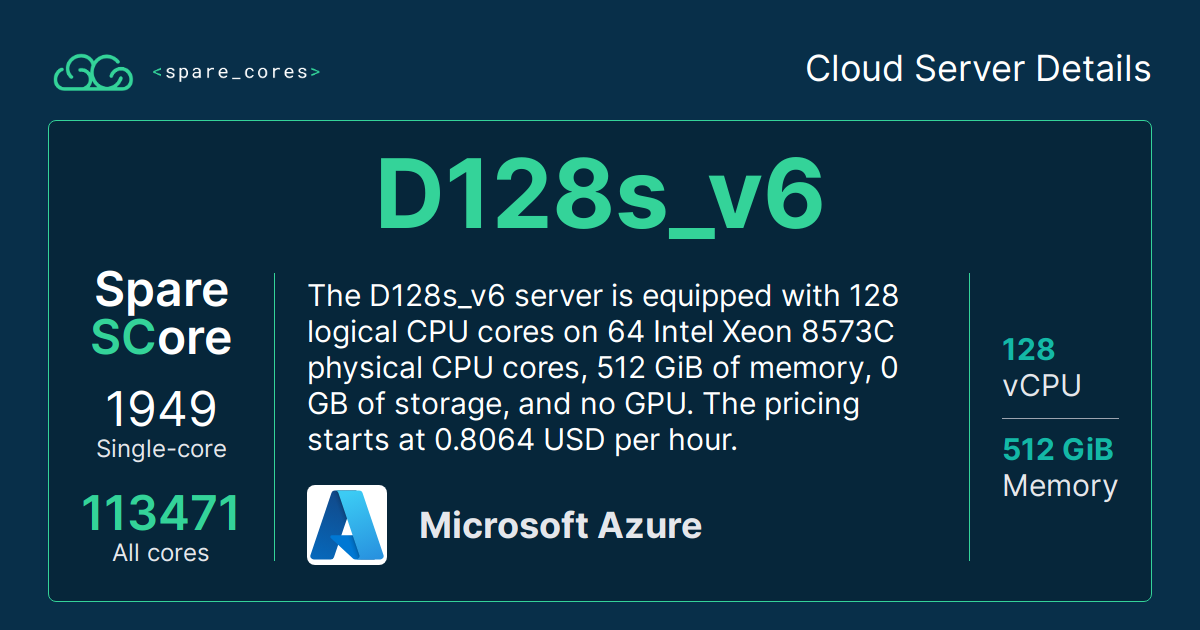 <spare_cores>
Cloud Server Details
D128s_v6
Spare
SCore
1949
Single-core
113471
All cores
The D128s_v6 server is equipped with 128
logical CPU cores on 64 Intel Xeon 8573C
physical CPU cores, 512 GiB of memory, 0
GB of storage, and no GPU. The pricing
starts at 0.8064 USD per hour.
Microsoft Azure
128
vCPU
512 GiB
Memory